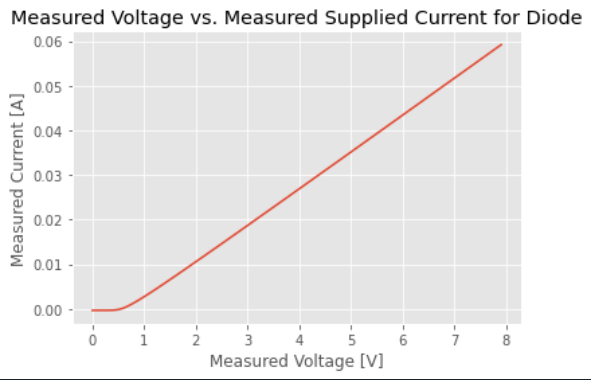 Measured Voltage vs. Measured Supplied Current for Diode
0.06
0.05
0.04
0.03
0.02
0.01
0.00
Measured Current [A]
0 1 2 3 4 5 6 7 8
Measured Voltage [V]